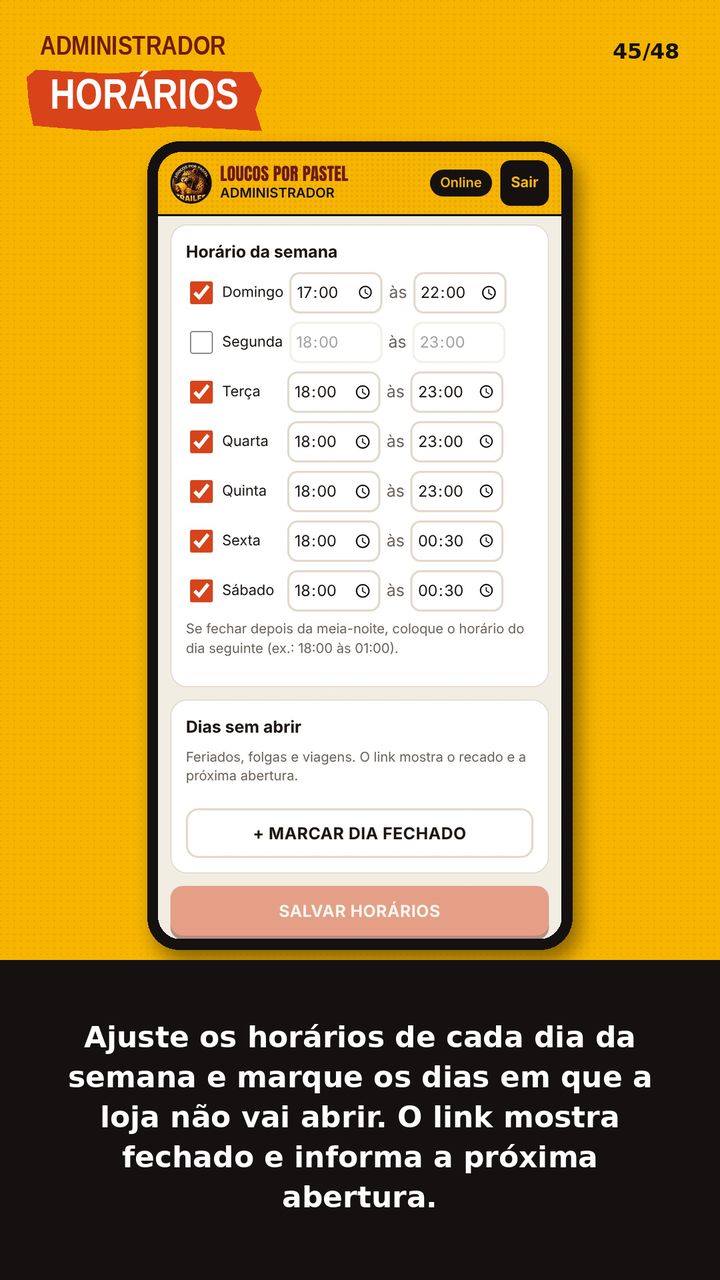 ADMINISTRADOR
45/48
HORÁRIOS
LOUCOS POR PASTEL
ADMINISTRADOR
Online
Sair
LOUCOS POR PASTEL
TRAILER
Horário da semana
Domingo 17:00 às 22:00
Segunda 18:00 às 23:00
Terça 18:00 às 23:00
Quarta 18:00 às 23:00
Quinta 18:00 às 23:00
Sexta 18:00 às 00:30
Sábado 18:00 às 00:30
Se fechar depois da meia-noite, coloque o horário do
dia seguinte (ex.: 18:00 às 01:00).
Dias sem abrir
Feriados, folgas e viagens. O link mostra o recado e a
próxima abertura.
+ MARCAR DIA FECHADO
SALVAR HORÁRIOS
Ajuste os horários de cada dia da
semana e marque os dias em que a
loja não vai abrir. O link mostra
fechado e informa a próxima
abertura.